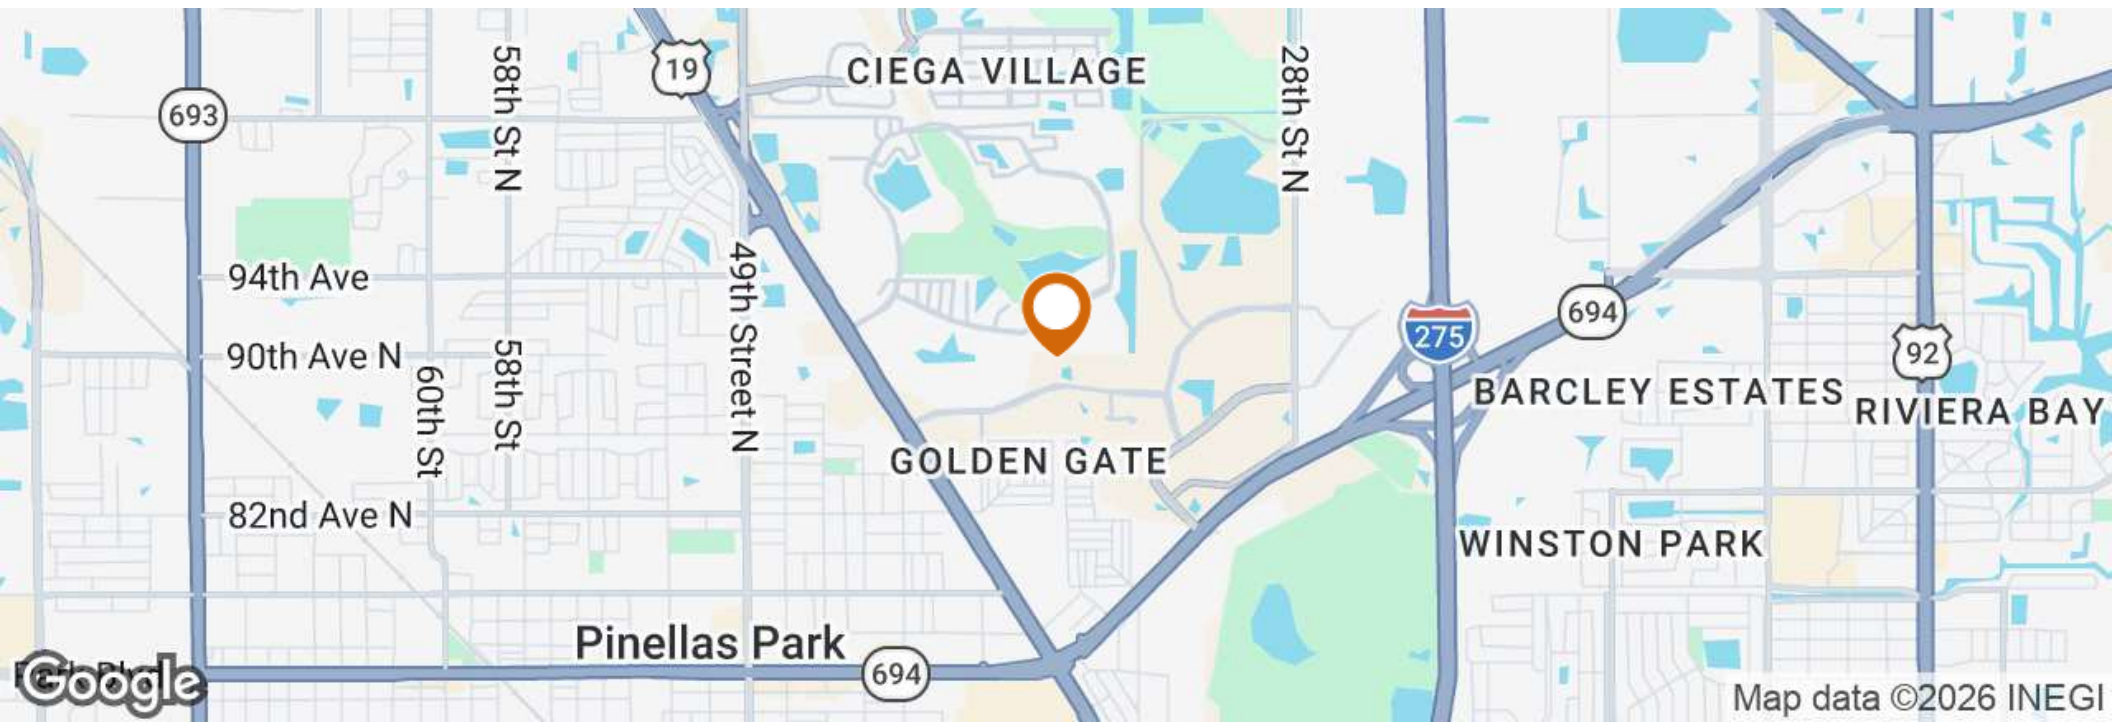 19
CIEGA VILLAGE
58th St N
28th St N
693
49th Street N
94th Ave
694
275
90th Ave N
58th St
60th St
92
BARCLEY ESTATES
RIVIERA BAY
GOLDEN GATE
82nd Ave N
WINSTON PARK
Pinellas Park
694
Park Blvd
Google
Map data ©2026 INEGI